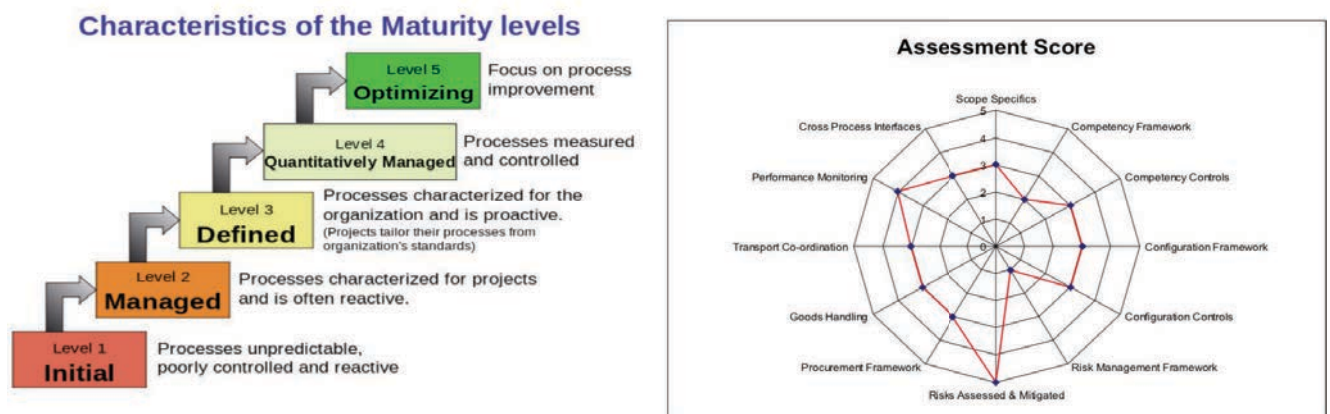 Characteristics of the Maturity levels
Level 5
Optimizing
Focus on process
improvement
Level 4
Quantitatively Managed
Processes measured
and controlled
Level 3
Defined
Processes characterized for the
organization and is proactive.
(Projects tailor their processes from
organization's standards)
Level 2
Managed
Processes characterized for projects
and is often reactive.
Level 1
Initial
Processes unpredictable,
poorly controlled and reactive
Assessment Score
Scope Specifics
5
Cross Process Interfaces
Competency Framework
4
3
Performance Monitoring
Competency Controls
2
1
Transport Co-ordination
0
Configuration Framework
Goods Handling
Configuration Controls
Procurement Framework
Risk Management Framework
Risks Assessed & Mitigated